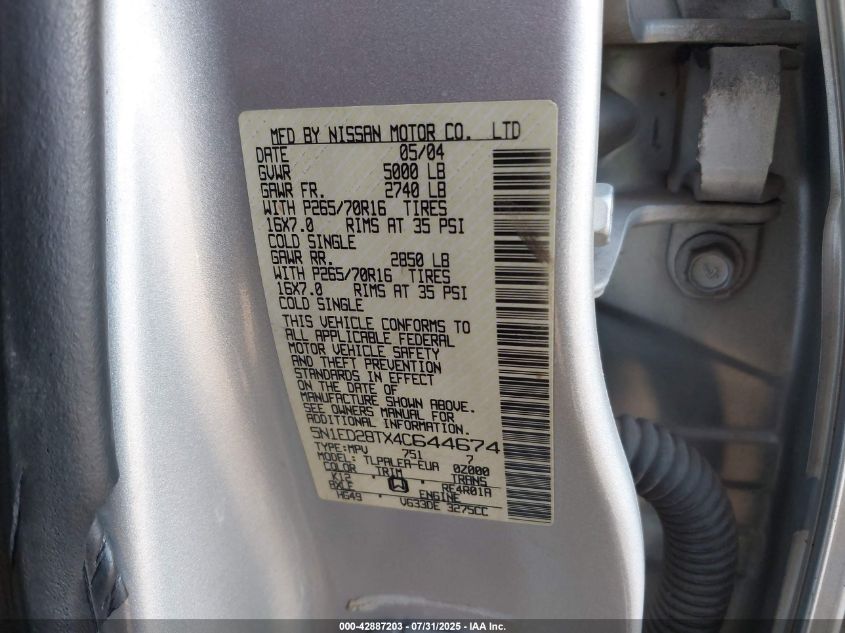 MFD BY NISSAN MOTOR CO. LTD
DATE 05/04
GVWR 5000 LB
GAWR FR. 2740 LB
WITH P265/70R16 TIRES
16X7.0 RIMS AT 35 PSI
COLD SINGLE
GAWR RR. 2850 LB
WITH P265/70R16 TIRES
16X7.0 RIMS AT 35 PSI
COLD SINGLE
THIS VEHICLE CONFORMS TO
ALL APPLICABLE FEDERAL
MOTOR VEHICLE SAFETY
AND THEFT PREVENTION
STANDARDS IN EFFECT
ON THE DATE OF
MANUFACTURE SHOWN ABOVE.
SEE OWNERS MANUAL FOR
ADDITIONAL INFORMATION.
5N1ED28TX4C644674
TYPE:MPV 751 7
MODEL: TLPALEA-EUA 0Z000
COLOR TRIM TRANS
K12 W RE4R01A
AXLE ENGINE
HG49 VG33DE 3275CC
000-42887203 - 07/31/2025 - IAA Inc.